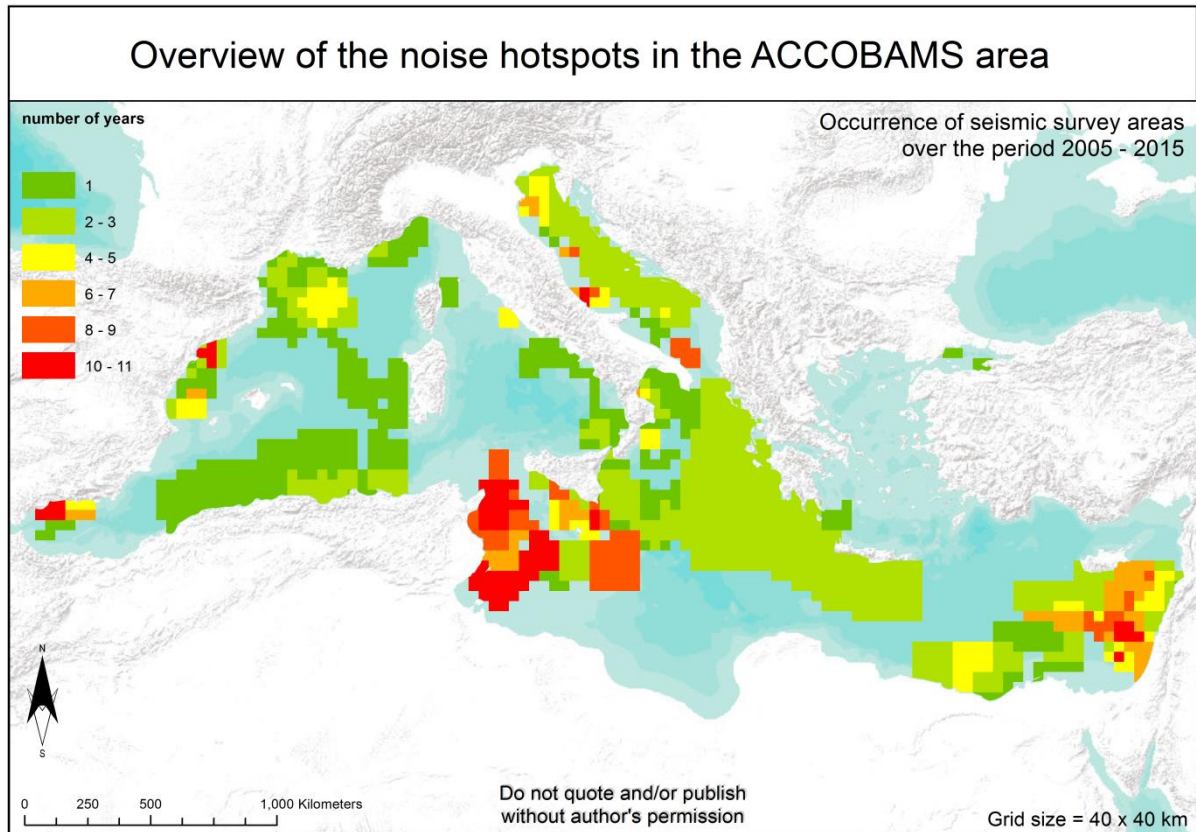 Overview of the noise hotspots in the ACCOBAMS area
number of years
1
2 - 3
4 - 5
6 - 7
8 - 9
10 - 11
Occurrence of seismic survey areas
over the period 2005 - 2015
N
S
0 250 500 1,000 Kilometers
Do not quote and/or publish
without author's permission
Grid size = 40 x 40 km